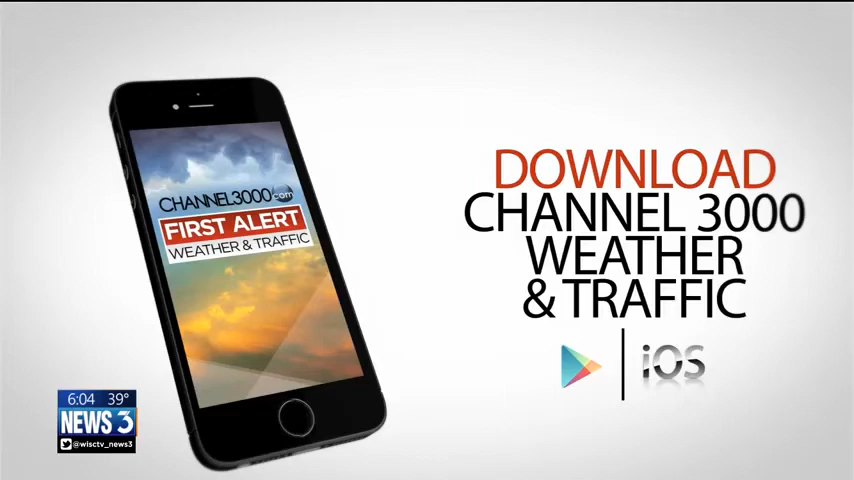 CHANNEL3000.com
FIRST ALERT
WEATHER & TRAFFIC
DOWNLOAD
CHANNEL 3000
WEATHER
& TRAFFIC
iOS
6:04 39°
NEWS 3
@wisctv_news3